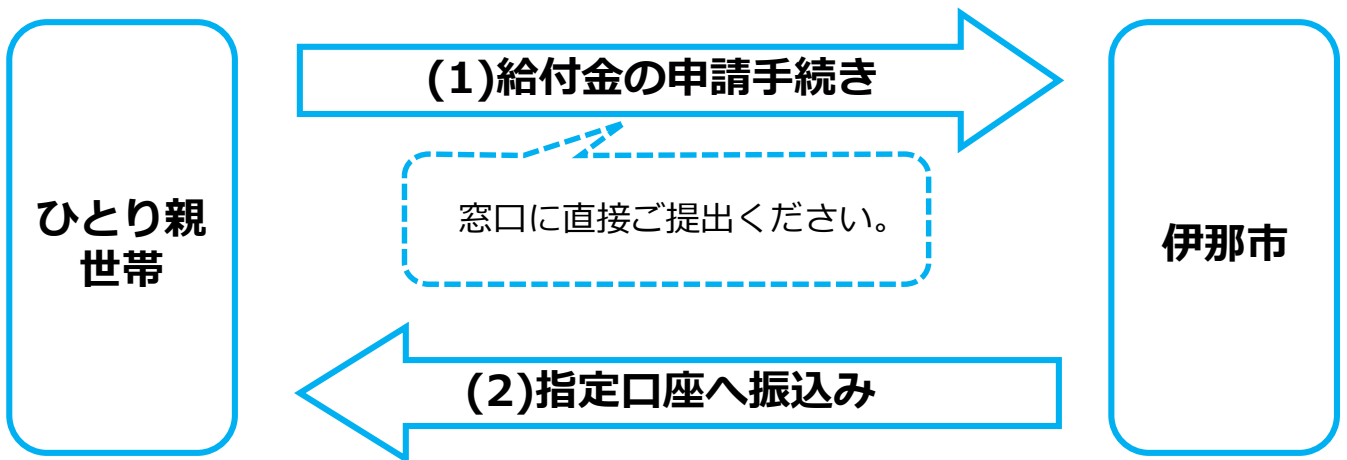 (1)給付金の申請手続き
窓口に直接ご提出ください。
ひとり親
世帯
伊那市
(2)指定口座へ振込み